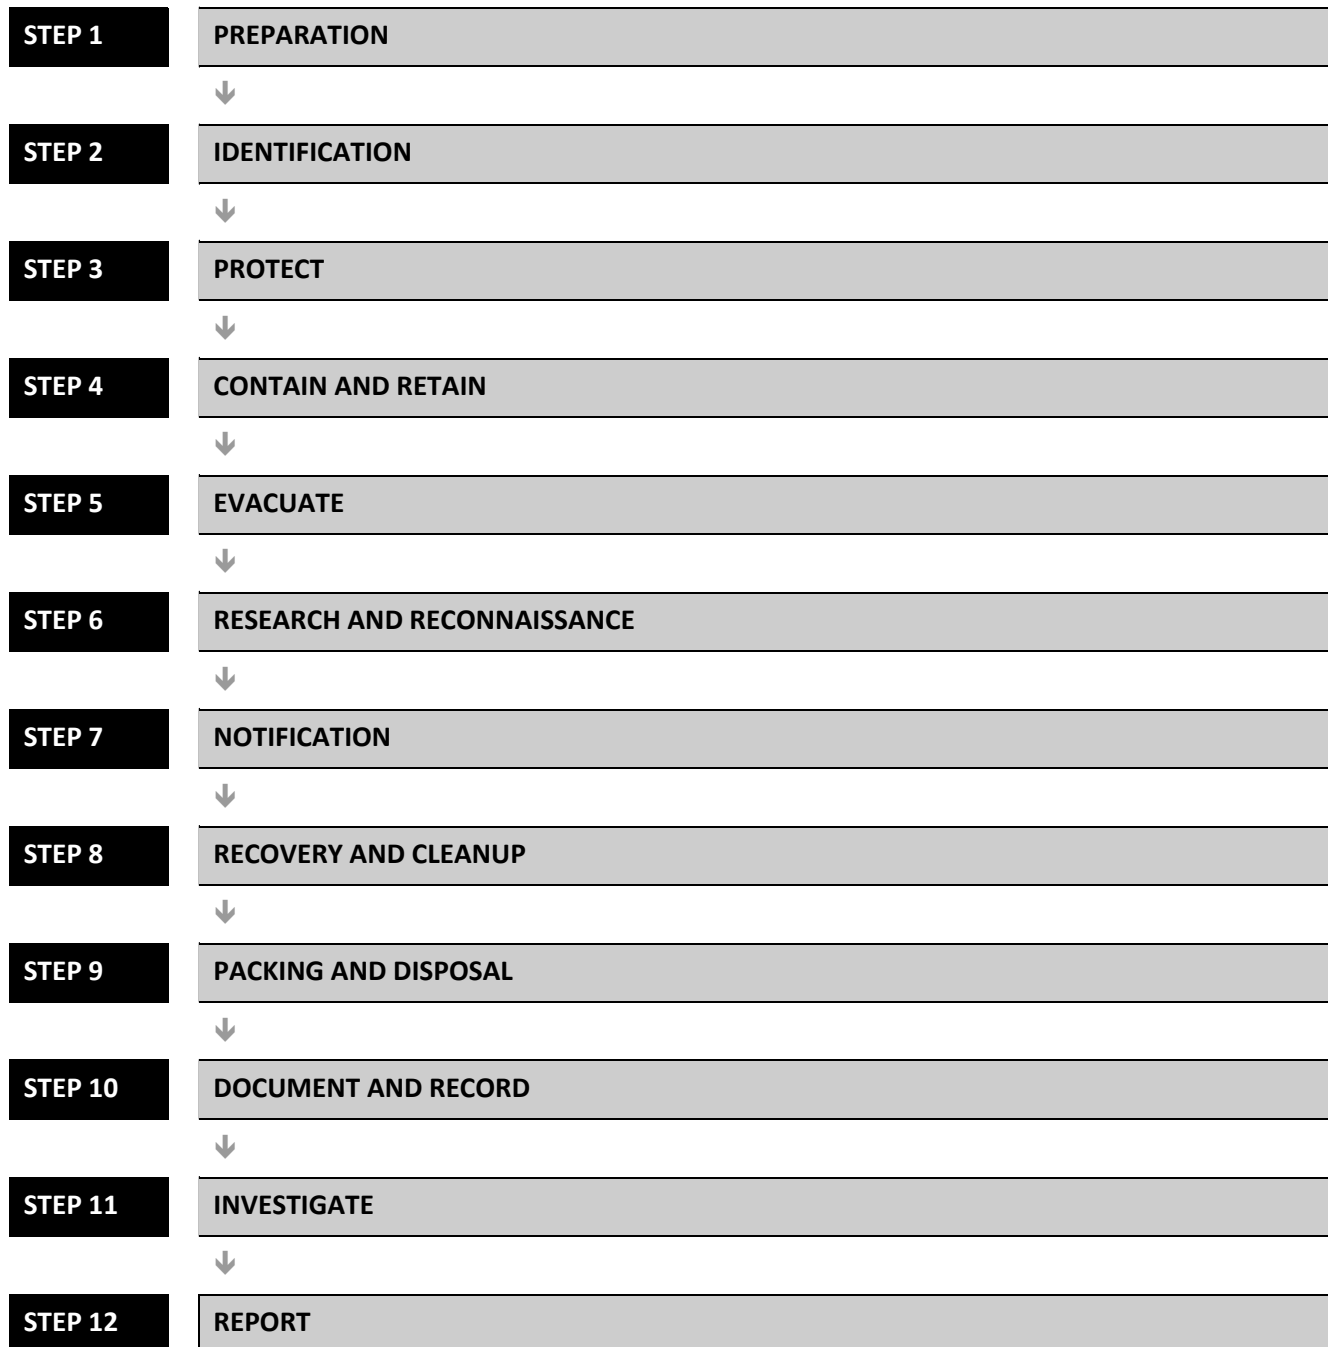 STEP 1 PREPARATION
STEP 2 IDENTIFICATION
STEP 3 PROTECT
STEP 4 CONTAIN AND RETAIN
STEP 5 EVACUATE
STEP 6 RESEARCH AND RECONNAISSANCE
STEP 7 NOTIFICATION
STEP 8 RECOVERY AND CLEANUP
STEP 9 PACKING AND DISPOSAL
STEP 10 DOCUMENT AND RECORD
STEP 11 INVESTIGATE
STEP 12 REPORT